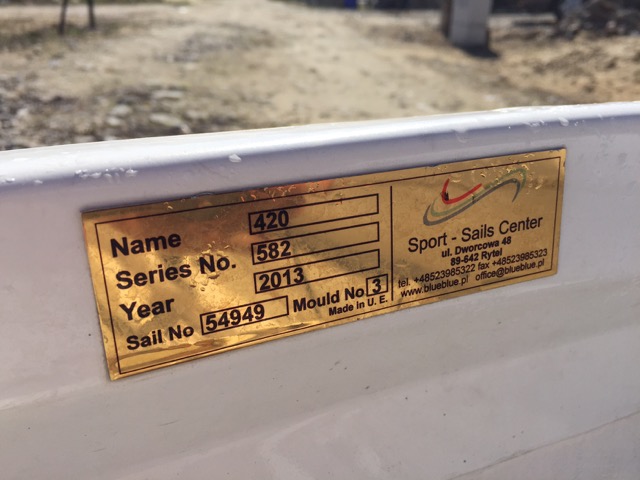 Name 420
Series No. 582
Year 2013
Sail No 54949 Mould No 3
Made in U. E.
Sport - Sails Center
ul. Dworcowa 48
89-642 Rytel
tel. +48523985322 fax +48523985323
www.blueblue.pl office@blueblue.pl